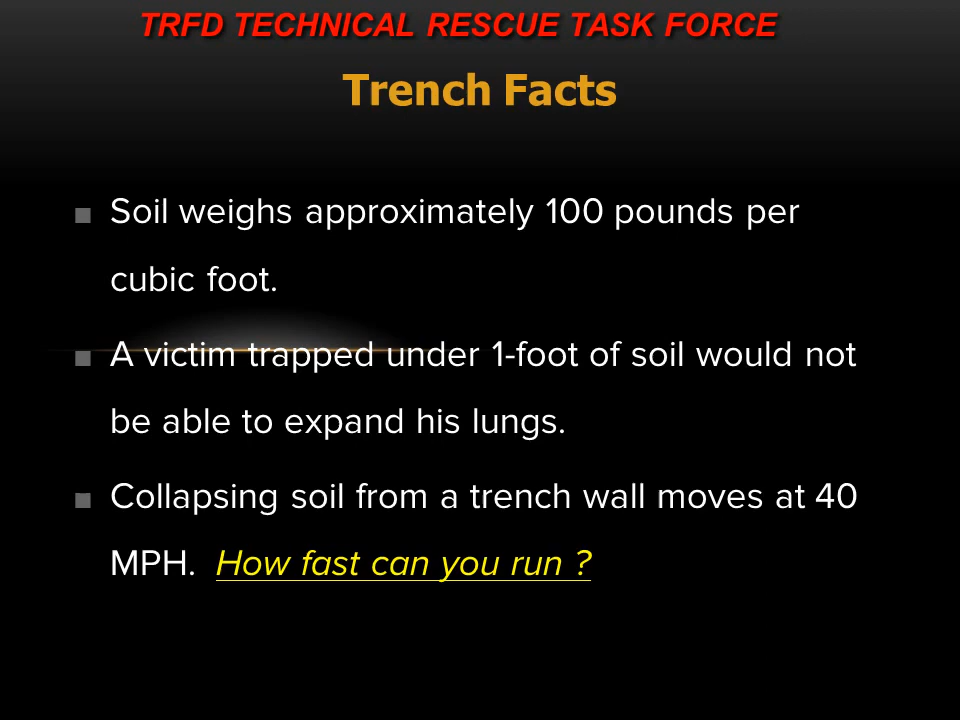 TRFD TECHNICAL RESCUE TASK FORCE
Trench Facts
■ Soil weighs approximately 100 pounds per
cubic foot.
■ A victim trapped under 1-foot of soil would not
be able to expand his lungs.
■ Collapsing soil from a trench wall moves at 40
MPH.  How fast can you run ?